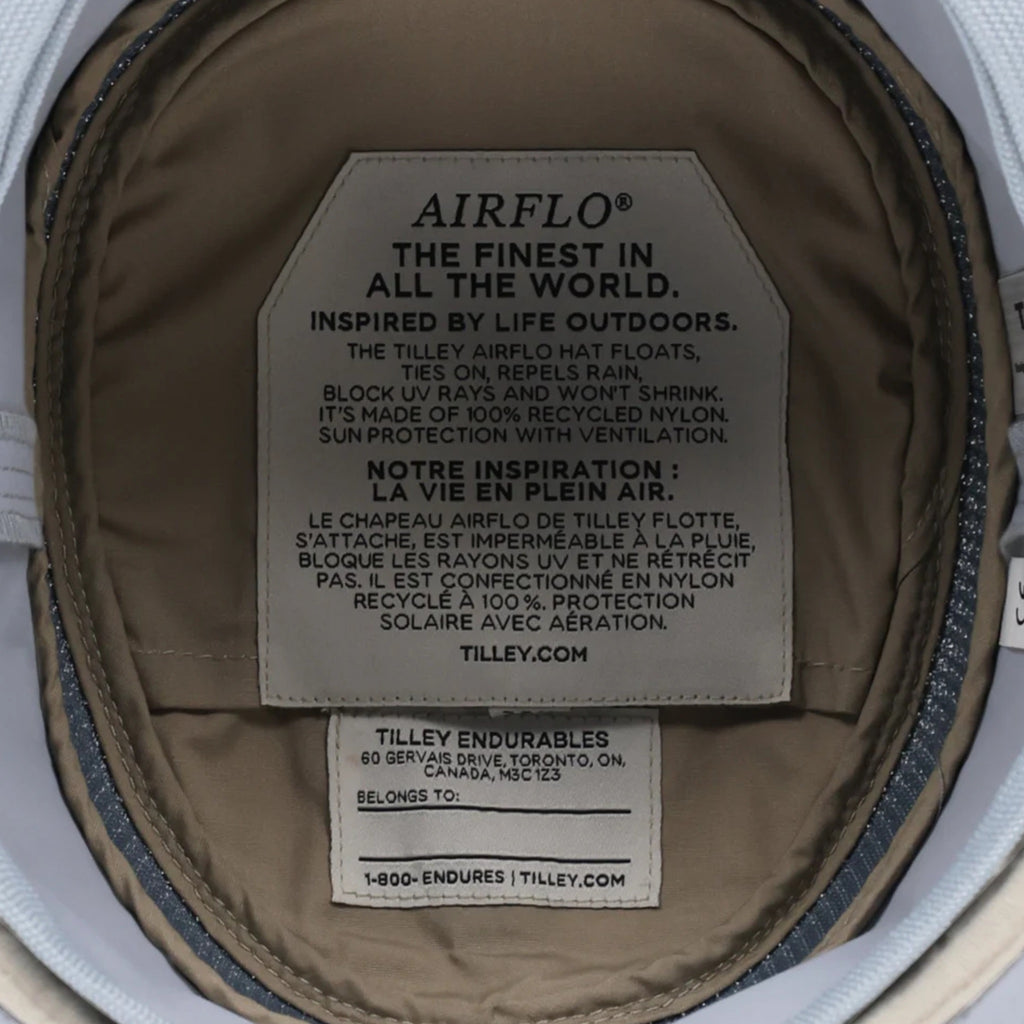 AIRFLO®
THE FINEST IN
ALL THE WORLD.
INSPIRED BY LIFE OUTDOORS.
THE TILLEY AIRFLO HAT FLOATS,
TIES ON, REPELS RAIN,
BLOCK UV RAYS AND WON'T SHRINK.
IT'S MADE OF 100% RECYCLED NYLON.
SUN PROTECTION WITH VENTILATION.
NOTRE INSPIRATION :
LA VIE EN PLEIN AIR.
LE CHAPEAU AIRFLO DE TILLEY FLOTTE,
S'ATTACHE, EST IMPERMÉABLE À LA PLUIE,
BLOQUE LES RAYONS UV ET NE RÉTRÉCIT
PAS. IL EST CONFECTIONNÉ EN NYLON
RECYCLÉ À 100 %. PROTECTION
SOLAIRE AVEC AÉRATION.
TILLEY.COM
TILLEY ENDURABLES
60 GERVAIS DRIVE, TORONTO, ON,
CANADA, M3C 1Z3
BELONGS TO:
1-800- ENDURES | TILLEY.COM